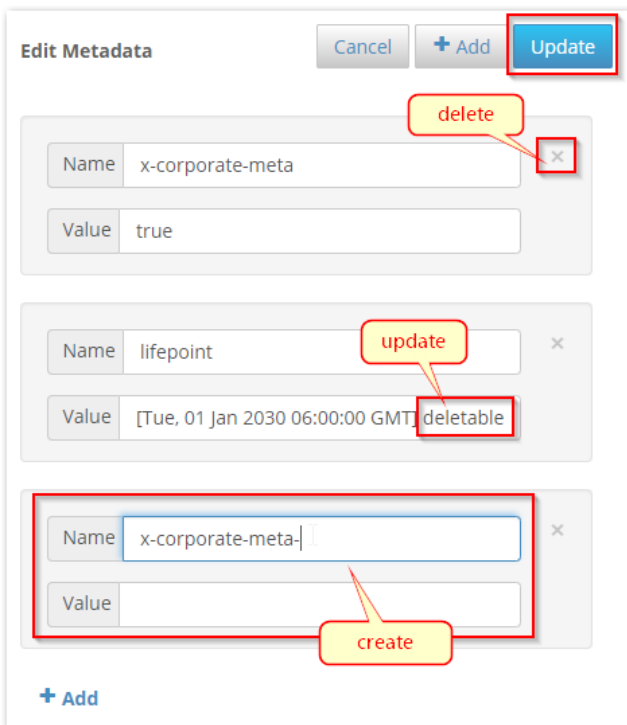 Edit Metadata Cancel + Add Update
delete
Name x-corporate-meta ×
Value true
update
Name lifepoint ×
Value [Tue, 01 Jan 2030 06:00:00 GMT] deletable
Name x-corporate-meta- ×
Value
create
+ Add